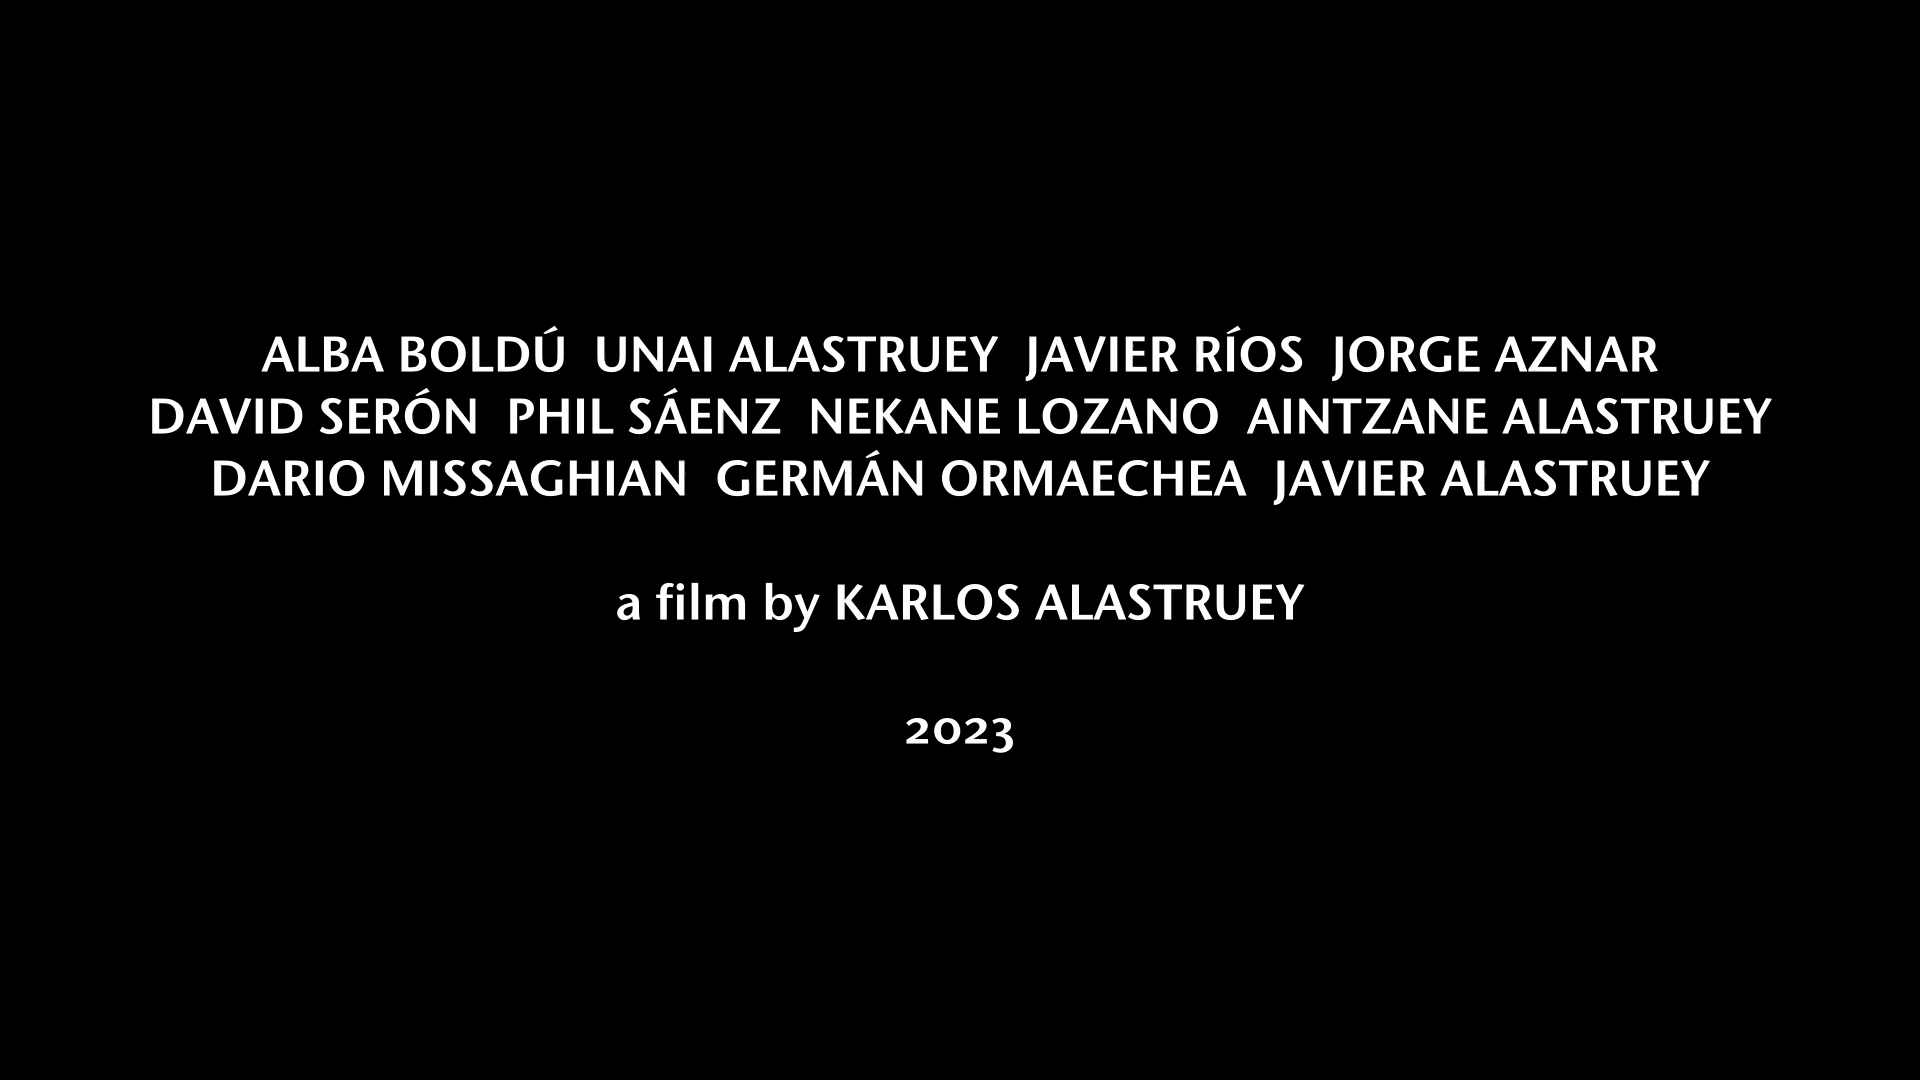 ALBA BOLDÚ  UNAI ALASTRUEY  JAVIER RÍOS  JORGE AZNAR
DAVID SERÓN  PHIL SÁENZ  NEKANE LOZANO  AINTZANE ALASTRUEY
DARIO MISSAGHIAN  GERMÁN ORMAECHEA  JAVIER ALASTRUEY
a film by KARLOS ALASTRUEY
2023